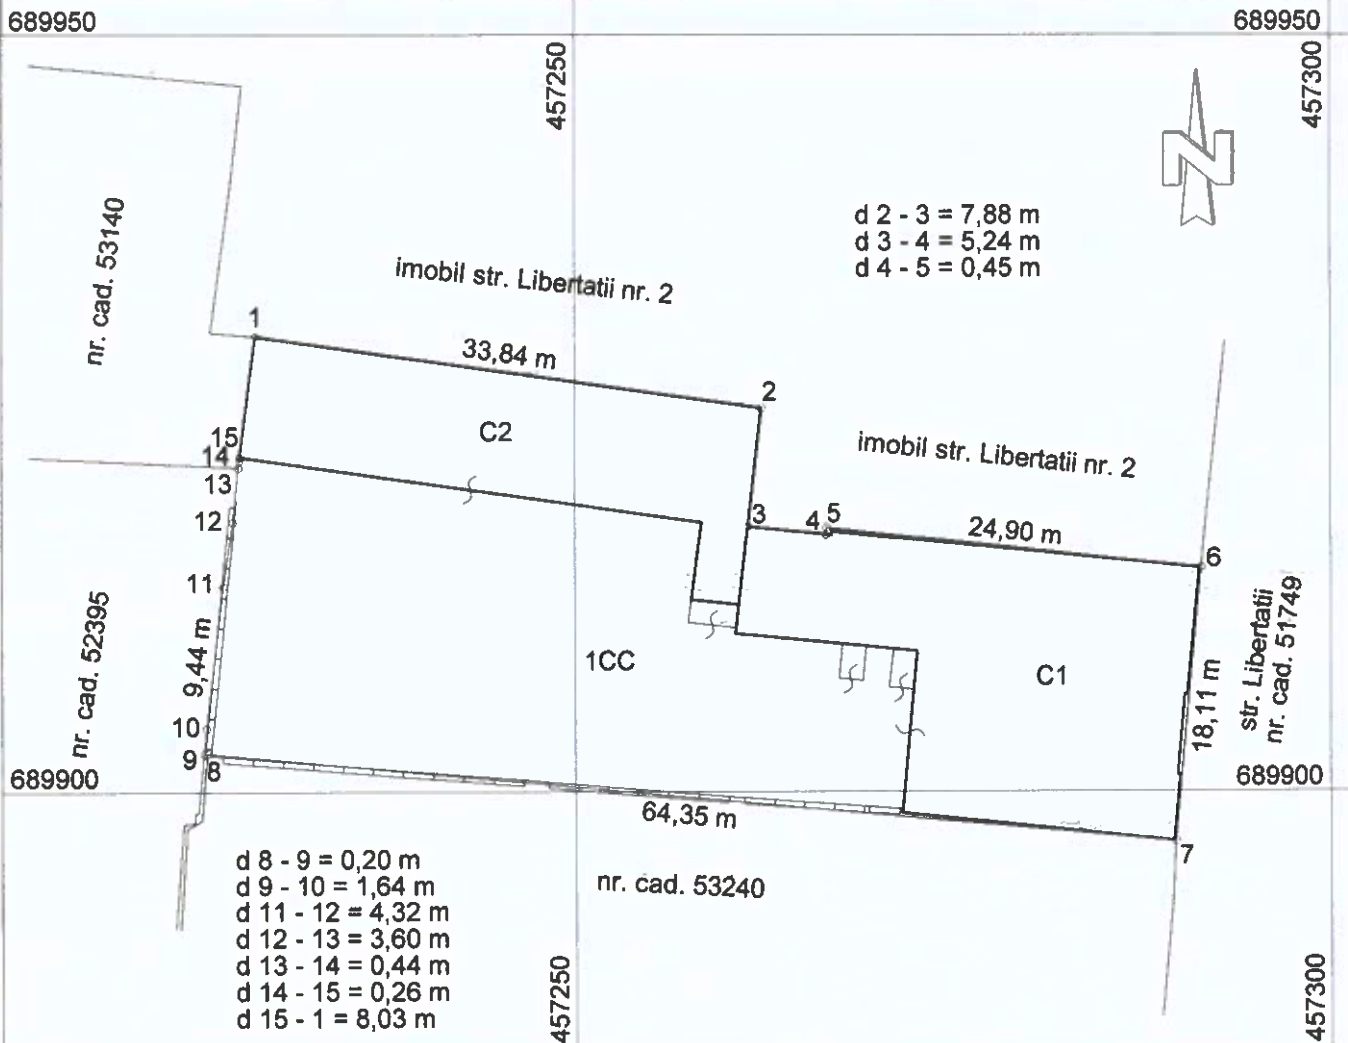 689950
689950
457250
457300
N
d 2 - 3 = 7,88 m
d 3 - 4 = 5,24 m
d 4 - 5 = 0,45 m
nr. cad. 53140
imobil str. Libertatii nr. 2
1
33,84 m
2
C2
imobil str. Libertatii nr. 2
15
14
13
12
3
4
5
24,90 m
6
11
9,44 m
nr. cad. 52395
1CC
C1
18,11 m
str. Libertatii
nr. cad. 51749
10
9
8
689900
689900
64,35 m
7
d 8 - 9 = 0,20 m
d 9 - 10 = 1,64 m
d 11 - 12 = 4,32 m
d 12 - 13 = 3,60 m
d 13 - 14 = 0,44 m
d 14 - 15 = 0,26 m
d 15 - 1 = 8,03 m
nr. cad. 53240
457250
457300